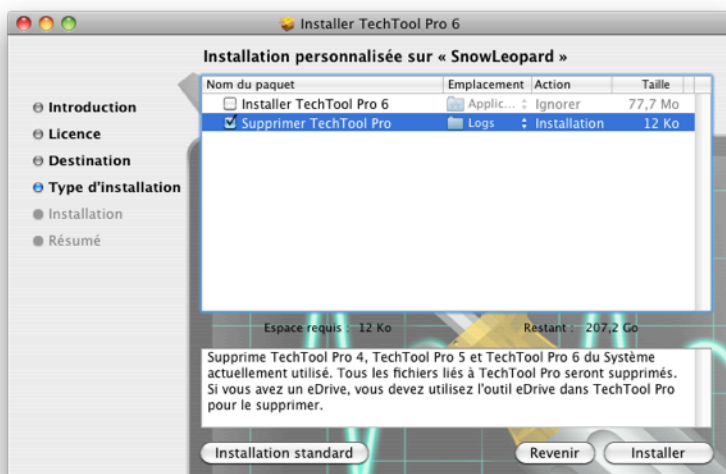 Installer TechTool Pro 6
Installation personnalisée sur « SnowLeopard »
Introduction
Licence
Destination
Type d'installation
Installation
Résumé
Nom du paquet Emplacement Action Taille
Installer TechTool Pro 6 Applic... Ignorer 77,7 Mo
Supprimer TechTool Pro Logs Installation 12 Ko
Espace requis : 12 Ko Restant : 207,2 Go
Supprime TechTool Pro 4, TechTool Pro 5 et TechTool Pro 6 du Système
actuellement utilisé. Tous les fichiers liés à TechTool Pro seront supprimés.
Si vous avez un eDrive, vous devez utilisez l'outil eDrive dans TechTool Pro
pour le supprimer.
Installation standard Revenir Installer